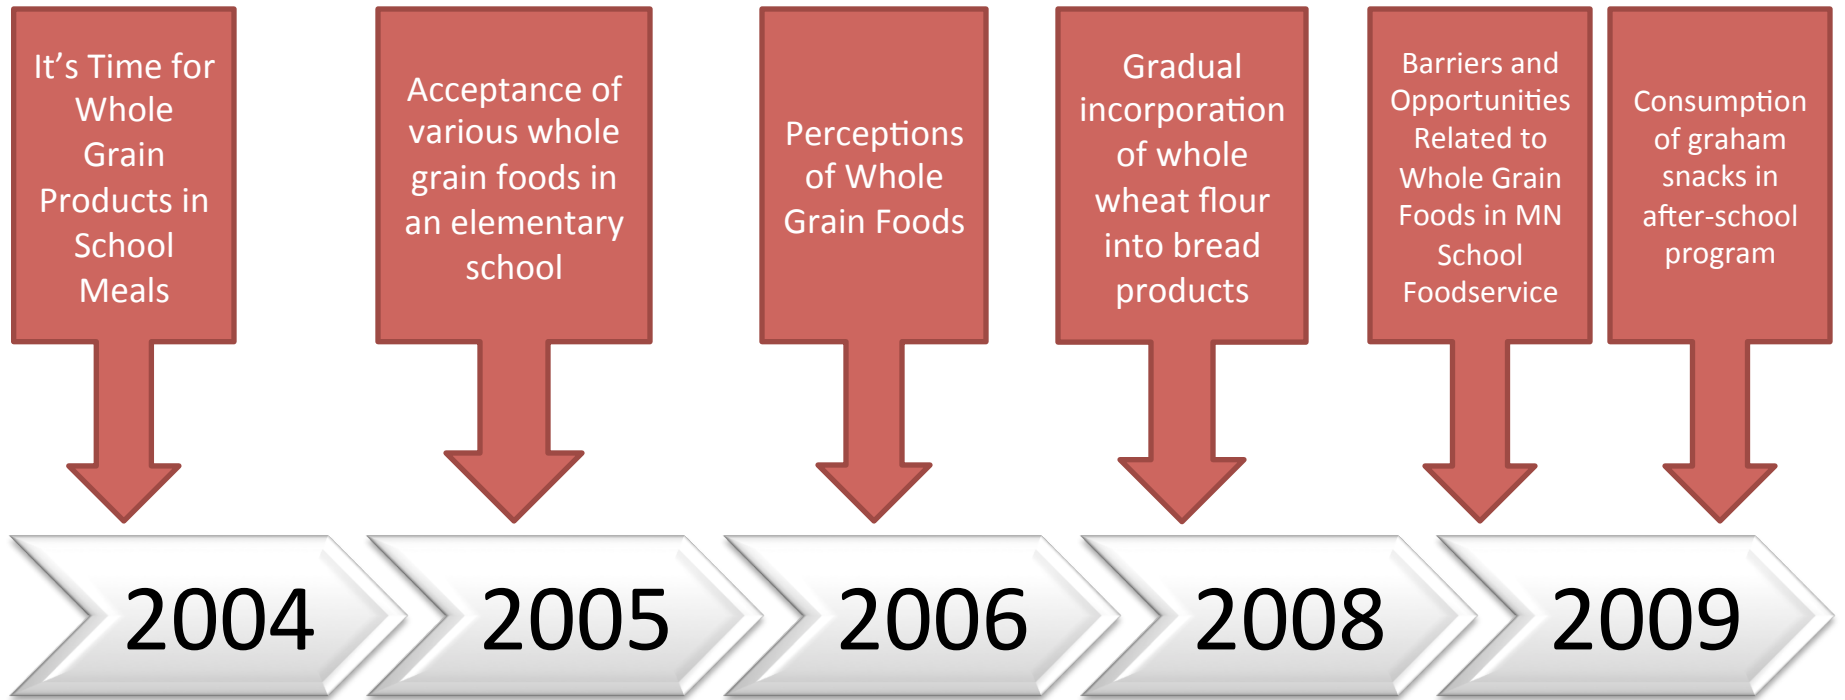 It’s Time for
Whole
Grain
Products in
School
Meals
Acceptance of
various whole
grain foods in
an elementary
school
Perceptions
of Whole
Grain Foods
Gradual
incorporation
of whole
wheat flour
into bread
products
Barriers and
Opportunities
Related to
Whole Grain
Foods in MN
School
Foodservice
Consumption
of graham
snacks in
after-school
program
2004
2005
2006
2008
2009